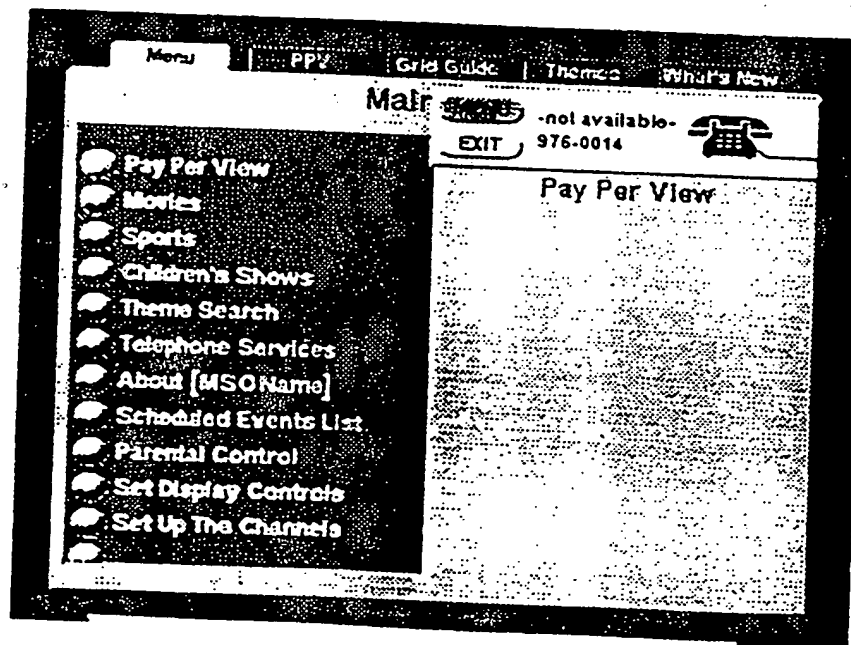 Menu | PPV Grid Guide | Themes What's New
Main
-not available-
EXIT 976-0014
Pay Per View
Pay Per View
Movies
Sports
Children's Shows
Theme Search
Telephone Services
About [MSO Name]
Scheduled Events List
Parental Control
Set Display Controls
Set Up The Channels